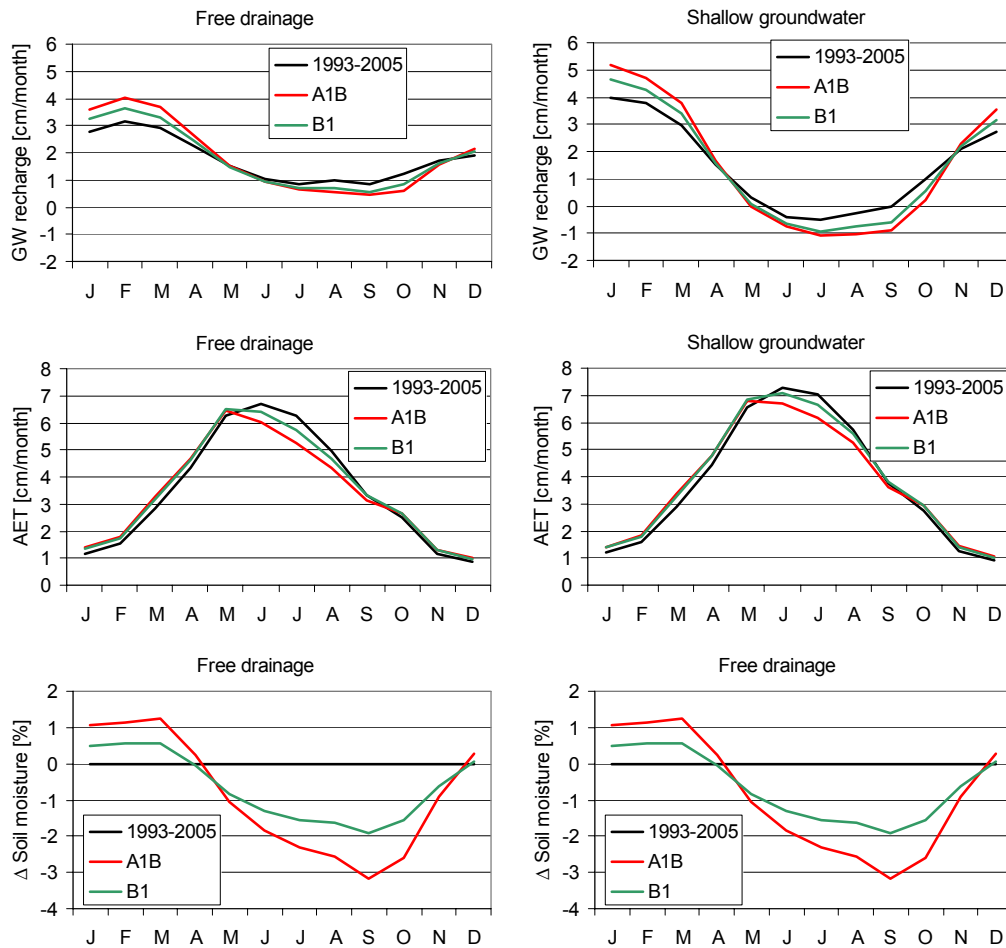 Free drainage
GW recharge [cm/month]
6
5
4
3
2
1
0
-1
-2
1993-2005
A1B
B1
J F M A M J J A S O N D
Shallow groundwater
GW recharge [cm/month]
6
5
4
3
2
1
0
-1
-2
1993-2005
A1B
B1
J F M A M J J A S O N D
Free drainage
AET [cm/month]
8
7
6
5
4
3
2
1
0
1993-2005
A1B
B1
J F M A M J J A S O N D
Shallow groundwater
AET [cm/month]
8
7
6
5
4
3
2
1
0
1993-2005
A1B
B1
J F M A M J J A S O N D
Free drainage
Δ Soil moisture [%]
2
1
0
-1
-2
-3
-4
1993-2005
A1B
B1
J F M A M J J A S O N D
Free drainage
Δ Soil moisture [%]
2
1
0
-1
-2
-3
-4
1993-2005
A1B
B1
J F M A M J J A S O N D